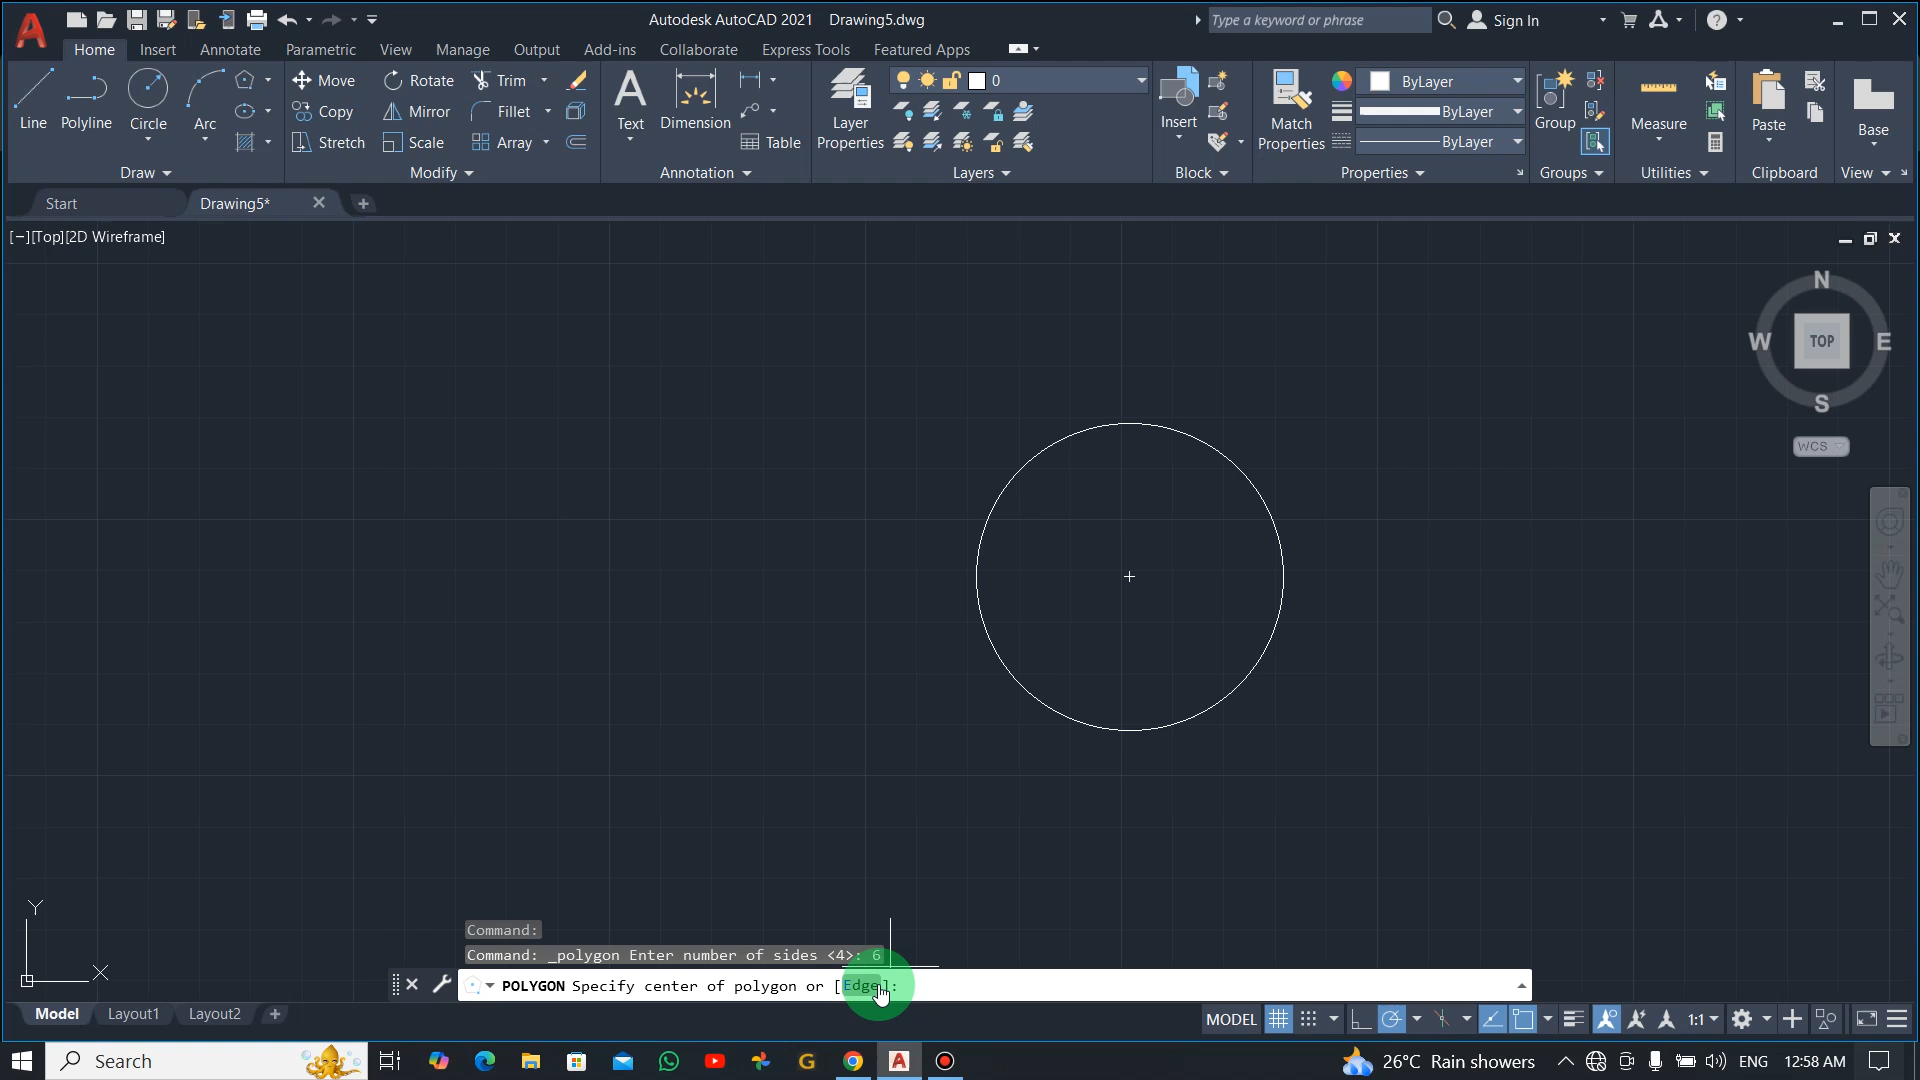 Autodesk AutoCAD 2021 Drawing5.dwg
Type a keyword or phrase
Sign In
Home Insert Annotate Parametric View Manage Output Add-ins Collaborate Express Tools Featured Apps
Line Polyline Circle Arc
Move Rotate Trim
Copy Mirror Fillet
Stretch Scale Array
Text Dimension Table
Layer Properties
0
Insert
Match Properties
ByLayer
ByLayer
ByLayer
Group
Measure
Paste
Base
Draw Modify Annotation Layers Block Properties Groups Utilities Clipboard View
Start Drawing5*
[−][Top][2D Wireframe]
N
W TOP E
S
WCS
Y
X
Command:
Command: _polygon Enter number of sides <4>: 6
POLYGON Specify center of polygon or [Edge]:
Model Layout1 Layout2
MODEL 1:1
Search
26°C Rain showers
ENG 12:58 AM